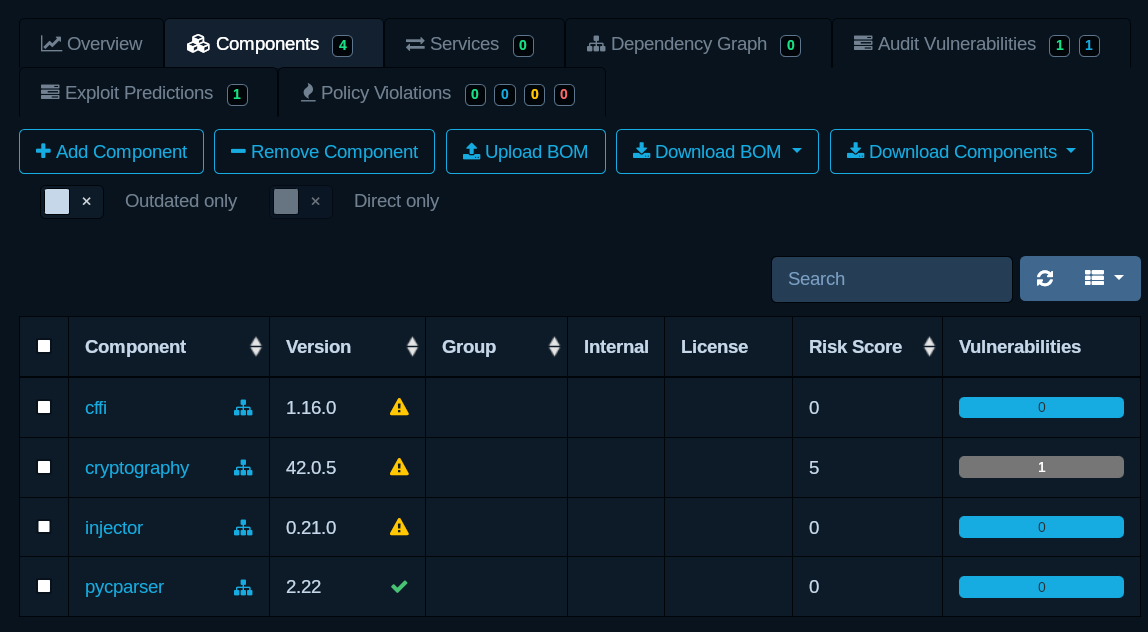 Overview Components 4 Services 0 Dependency Graph 0 Audit Vulnerabilities 1 1
Exploit Predictions 1 Policy Violations 0 0 0 0
Add Component Remove Component Upload BOM Download BOM Download Components
Outdated only Direct only
Search
Component Version Group Internal License Risk Score Vulnerabilities
cffi 1.16.0 0 0
cryptography 42.0.5 5 1
injector 0.21.0 0 0
pycparser 2.22 0 0